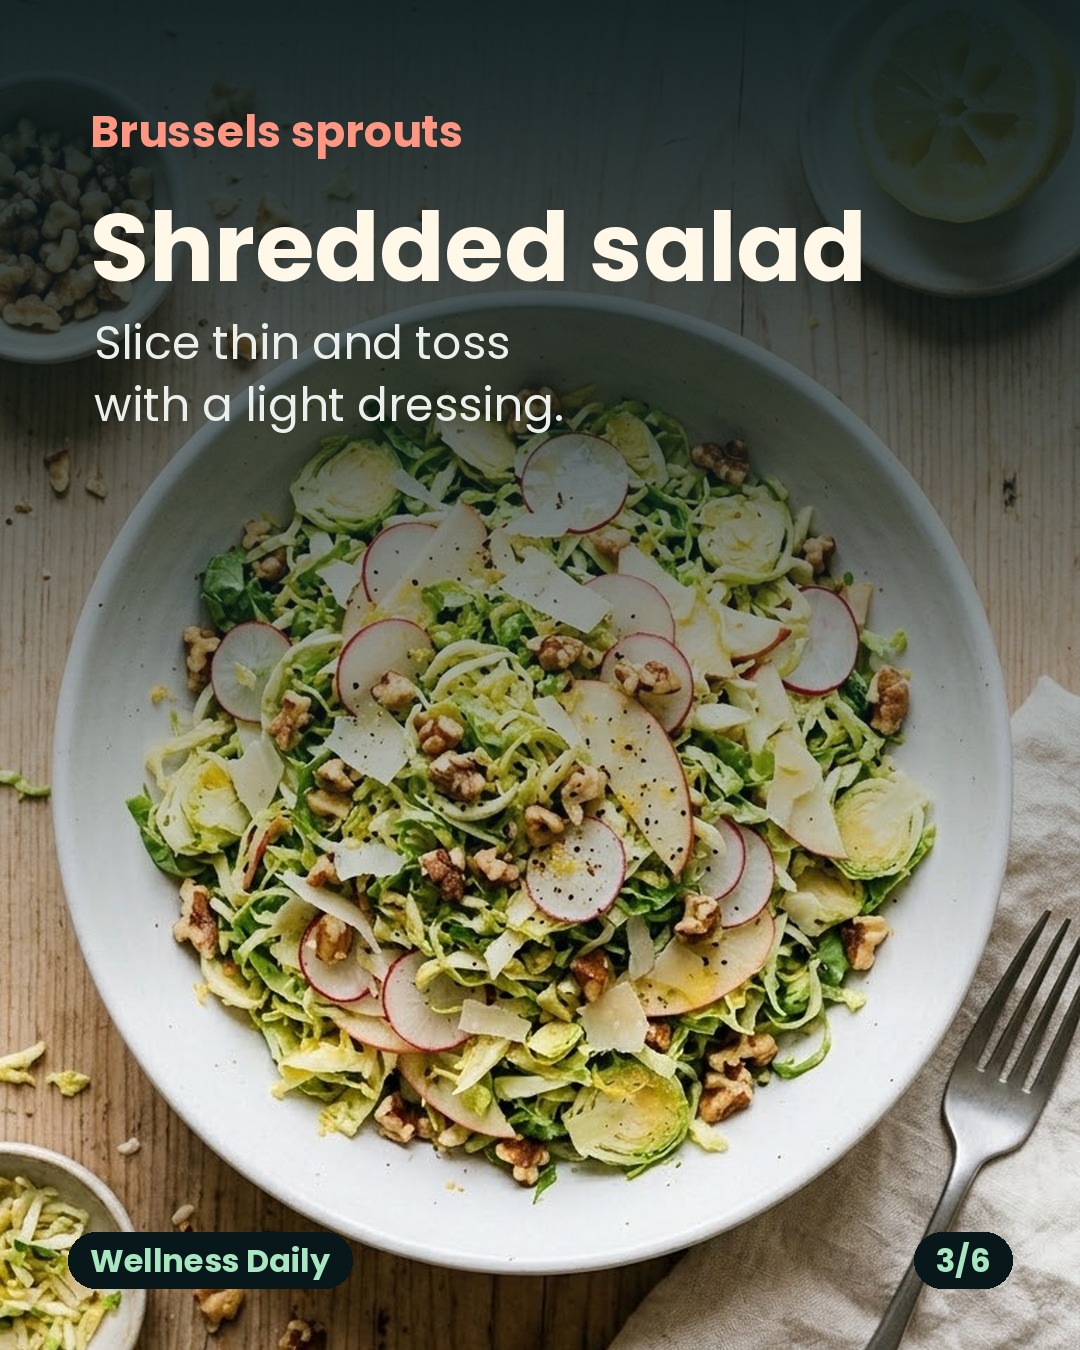 Brussels sprouts
Shredded salad
Slice thin and toss
with a light dressing.
Wellness Daily
3/6